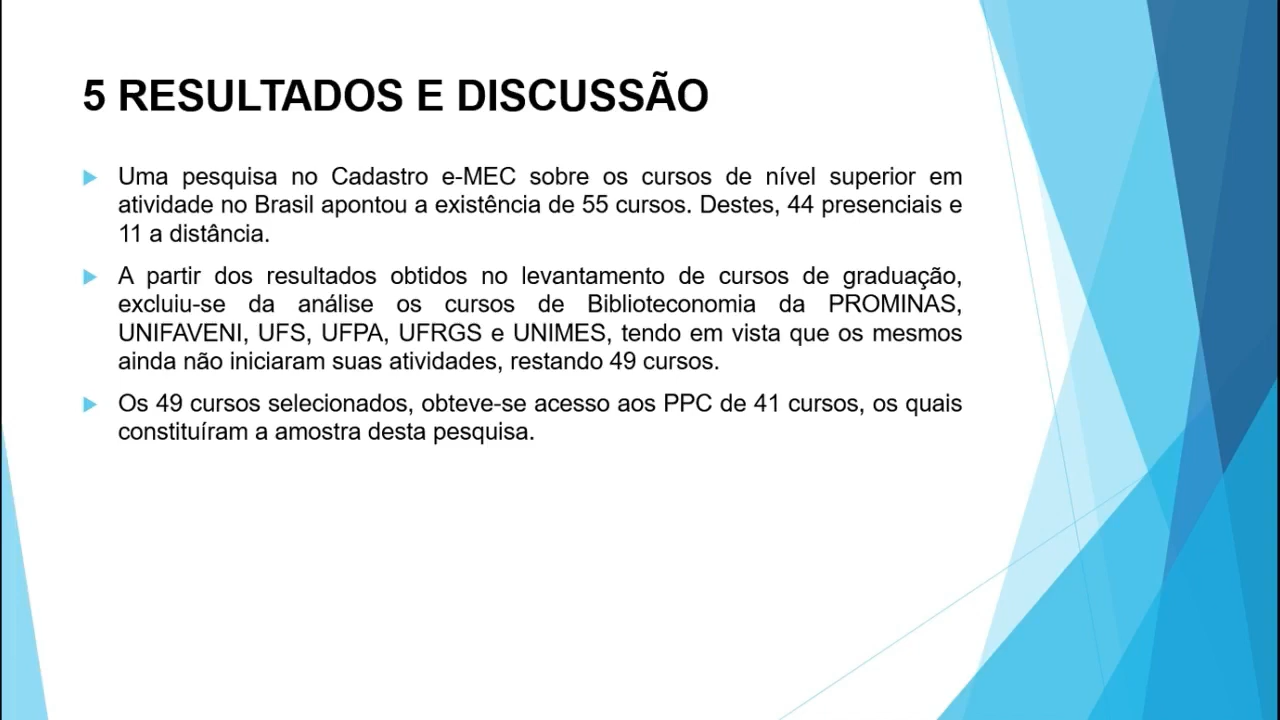 5 RESULTADOS E DISCUSSÃO
Uma pesquisa no Cadastro e-MEC sobre os cursos de nível superior em
atividade no Brasil apontou a existência de 55 cursos. Destes, 44 presenciais e
11 a distância.
A partir dos resultados obtidos no levantamento de cursos de graduação,
excluiu-se da análise os cursos de Biblioteconomia da PROMINAS,
UNIFAVENI, UFS, UFPA, UFRGS e UNIMES, tendo em vista que os mesmos
ainda não iniciaram suas atividades, restando 49 cursos.
Os 49 cursos selecionados, obteve-se acesso aos PPC de 41 cursos, os quais
constituíram a amostra desta pesquisa.